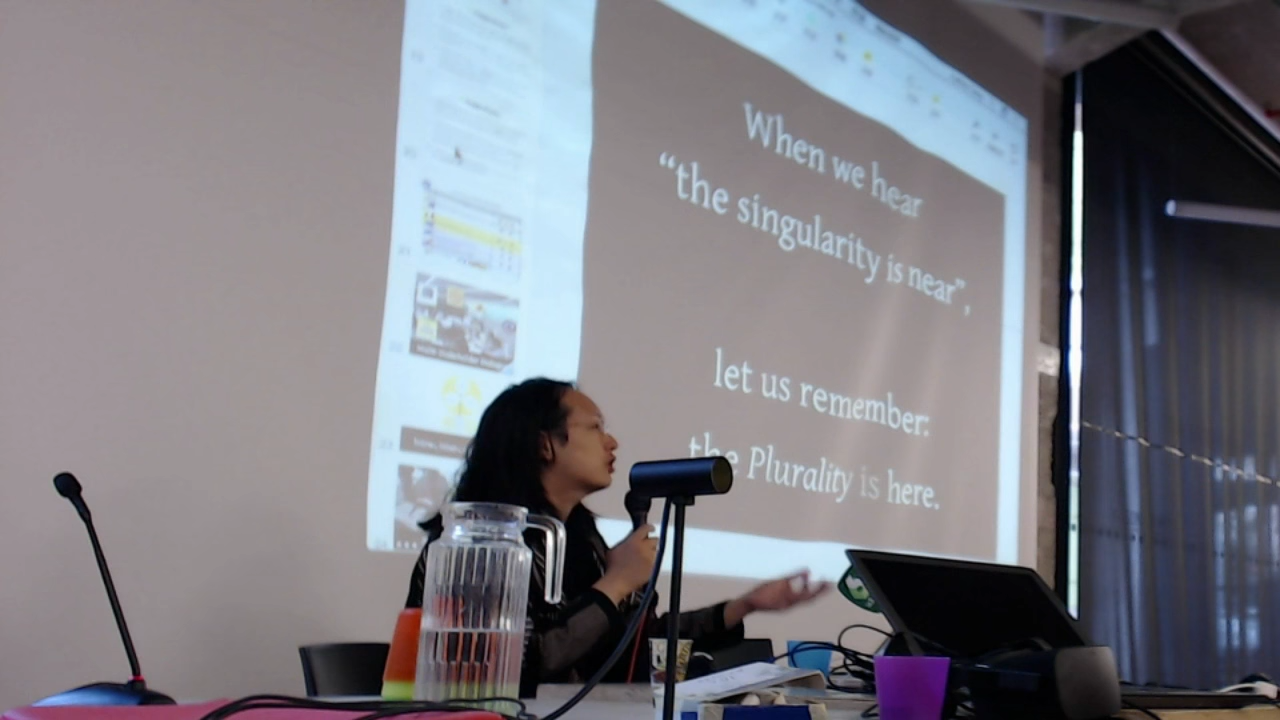 When we hear
“the singularity is near”,
let us remember:
the Plurality is here.